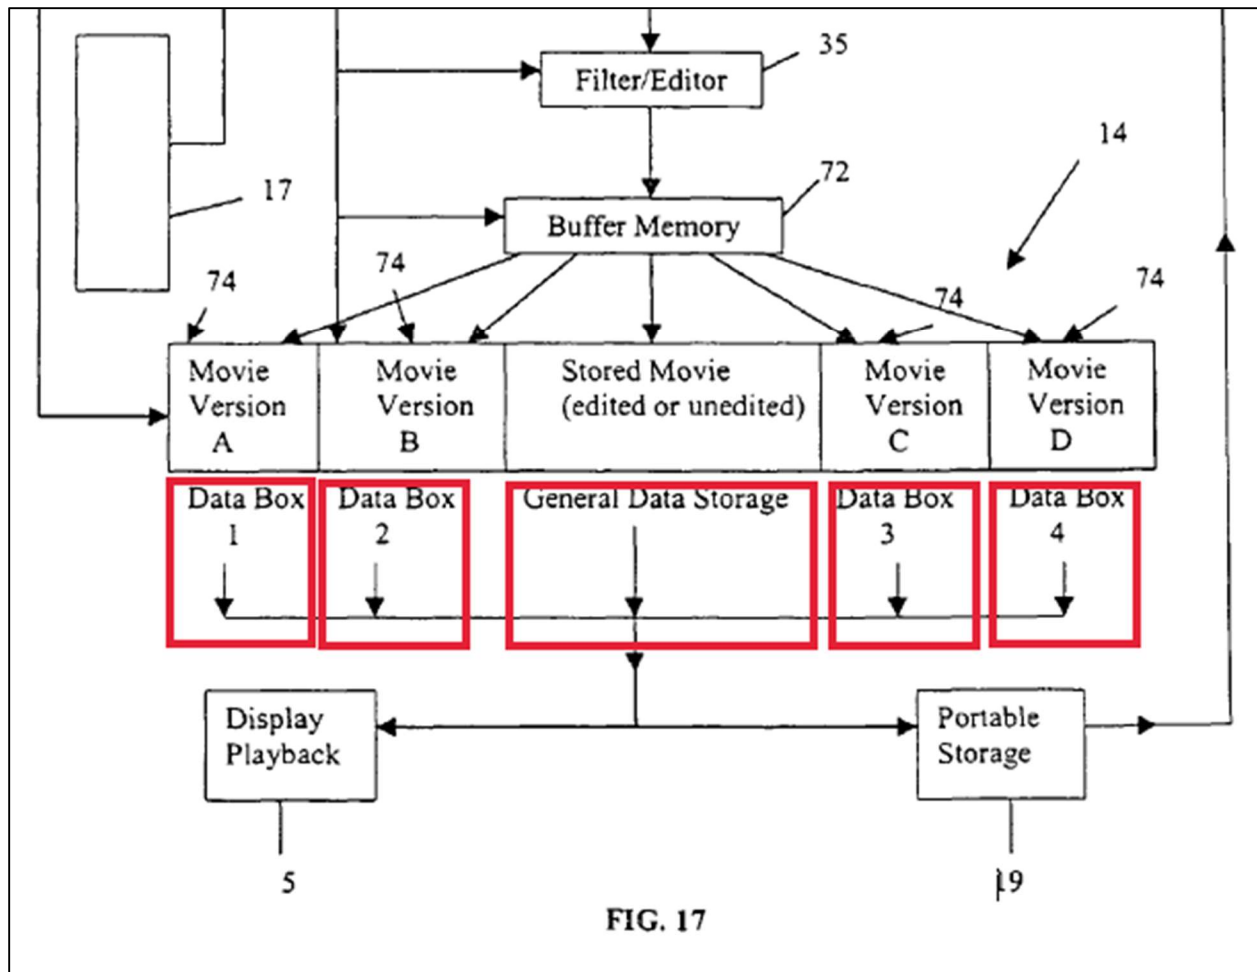 35
Filter/Editor
14
72
17
Buffer Memory
74
74
74
74
Movie
Version
A
Movie
Version
B
Stored Movie
(edited or unedited)
Movie
Version
C
Movie
Version
D
Data Box
1
Data Box
2
General Data Storage
Data Box
3
Data Box
4
Display
Playback
Portable
Storage
5
19
FIG. 17